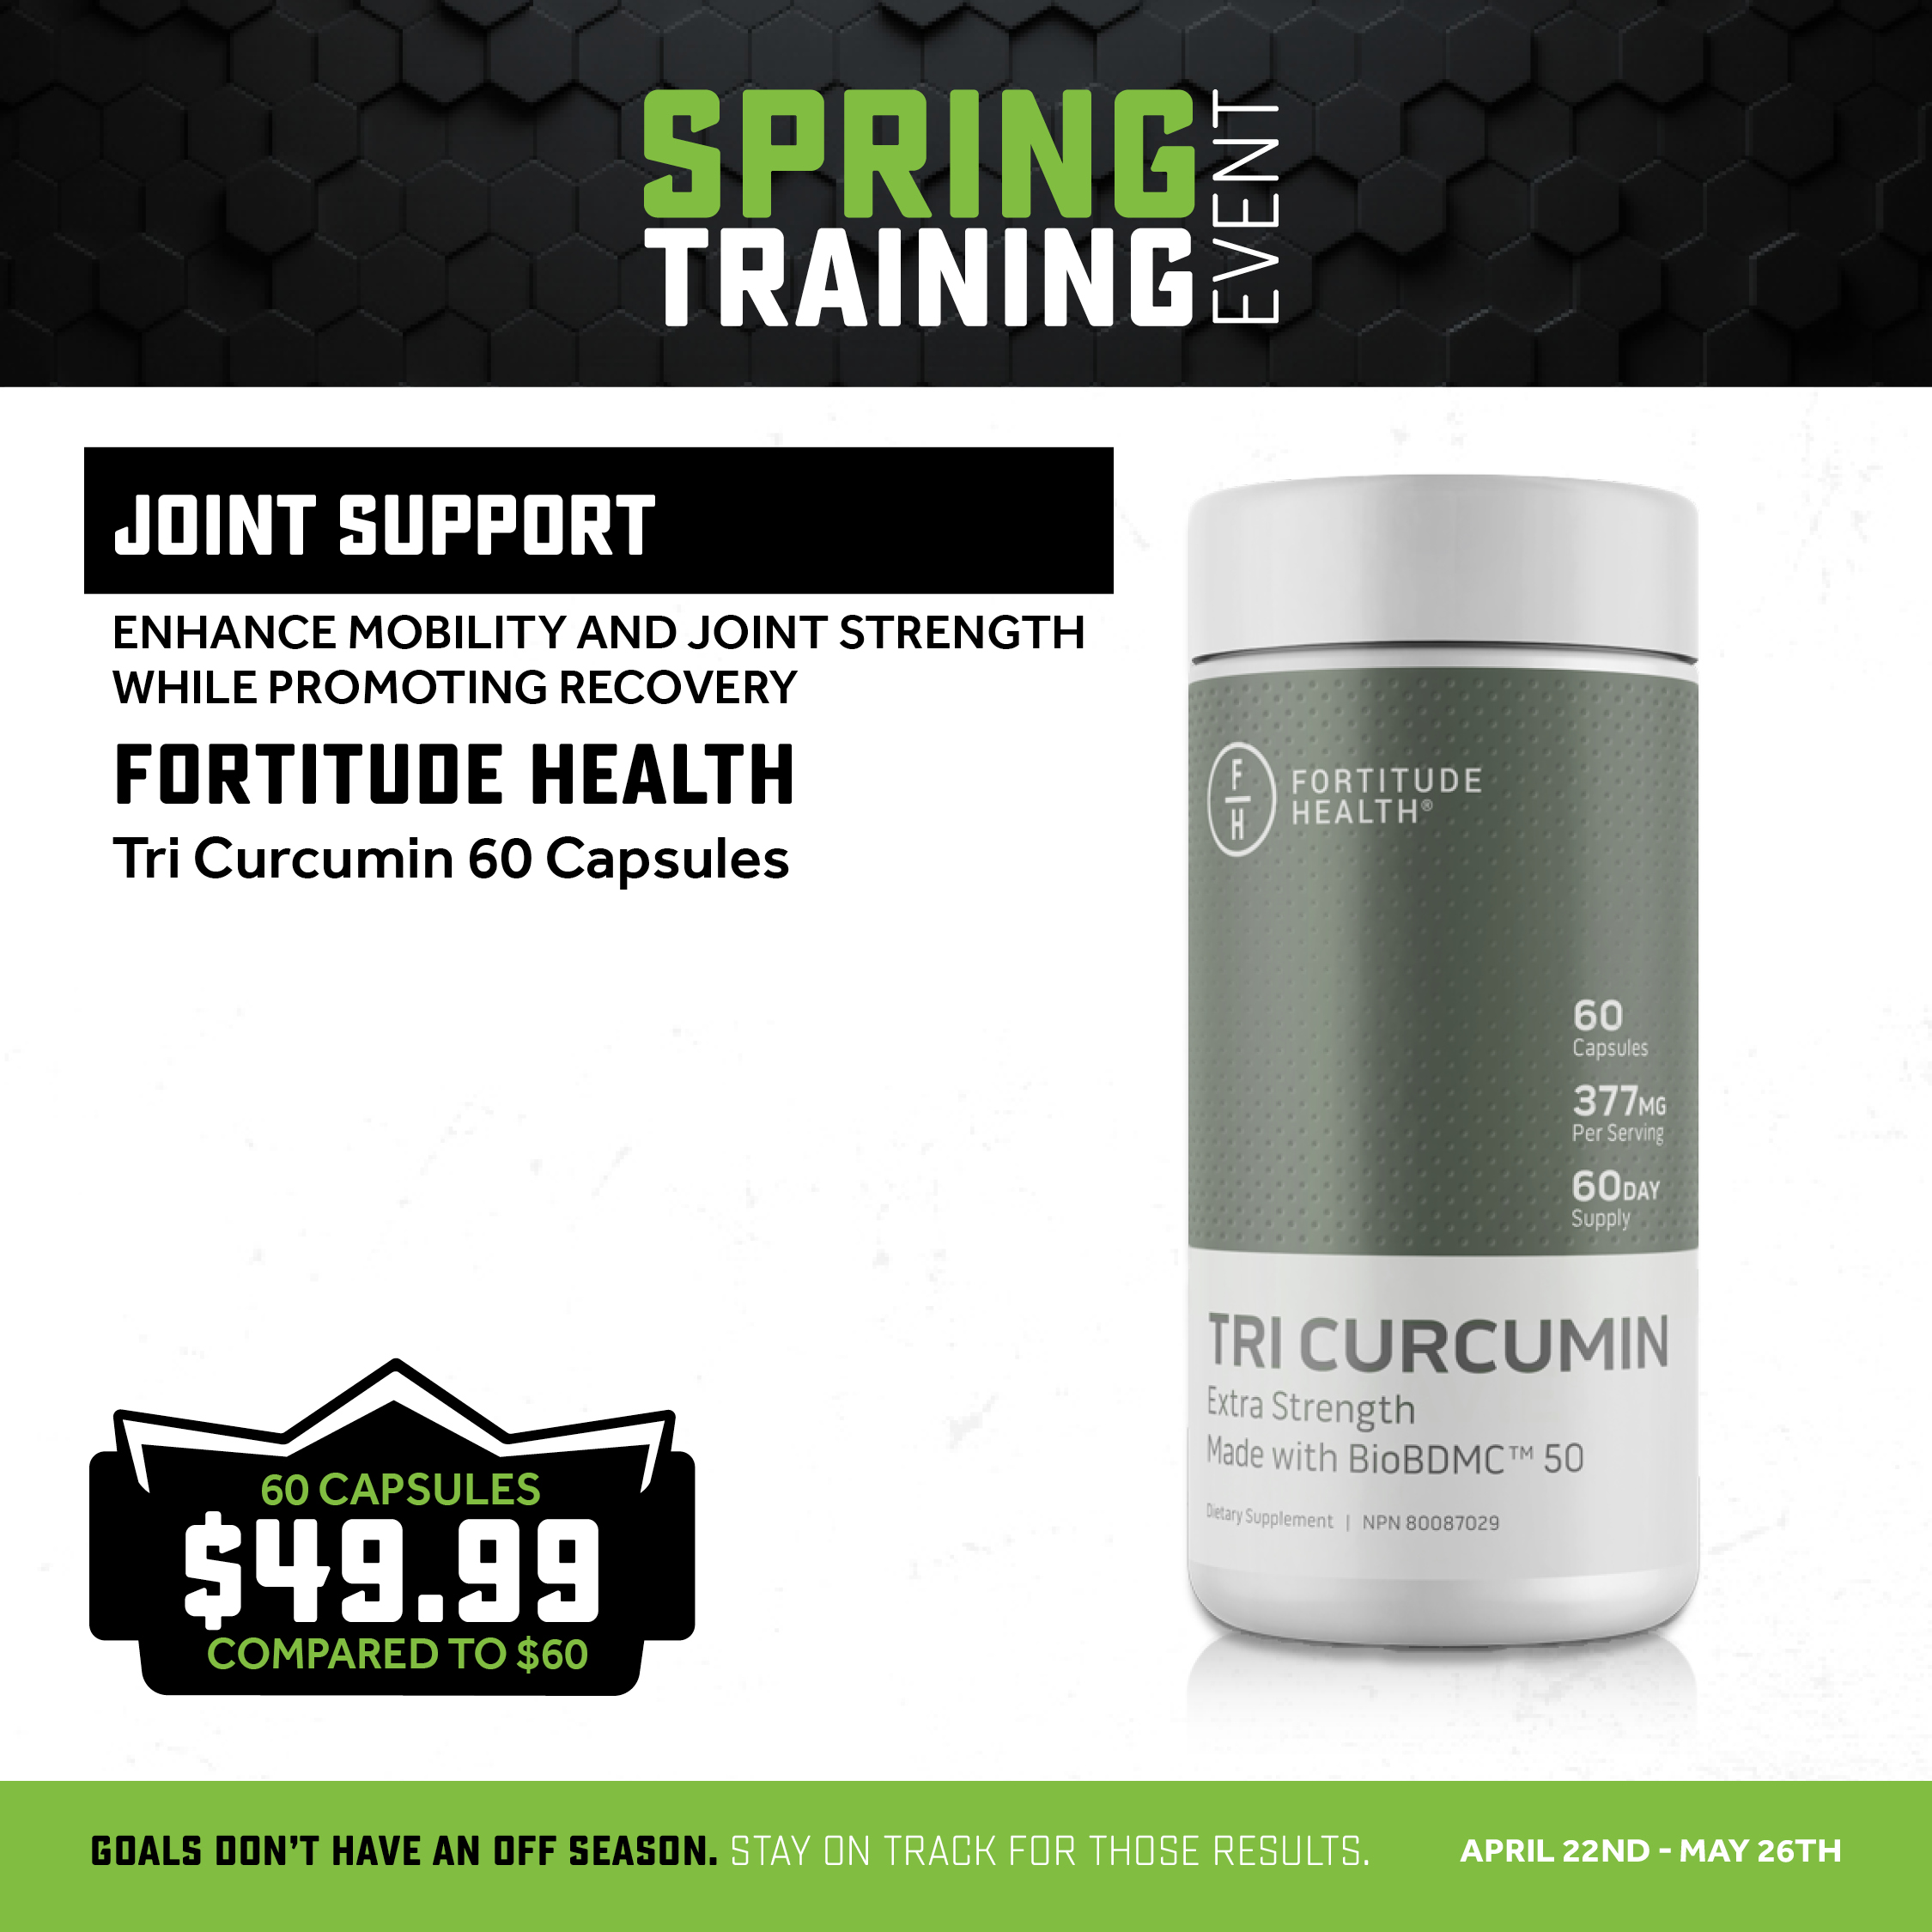 SPRING
TRAINING
EVENT
JOINT SUPPORT
ENHANCE MOBILITY AND JOINT STRENGTH
WHILE PROMOTING RECOVERY
FORTITUDE HEALTH
Tri Curcumin 60 Capsules
F
H
FORTITUDE
HEALTH®
60
Capsules
377MG
Per Serving
60DAY
Supply
TRI CURCUMIN
Extra Strength
Made with BioBDMC™ 50
Dietary Supplement | NPN 80087029
60 CAPSULES
$49.99
COMPARED TO $60
GOALS DON'T HAVE AN OFF SEASON. STAY ON TRACK FOR THOSE RESULTS.
APRIL 22ND - MAY 26TH